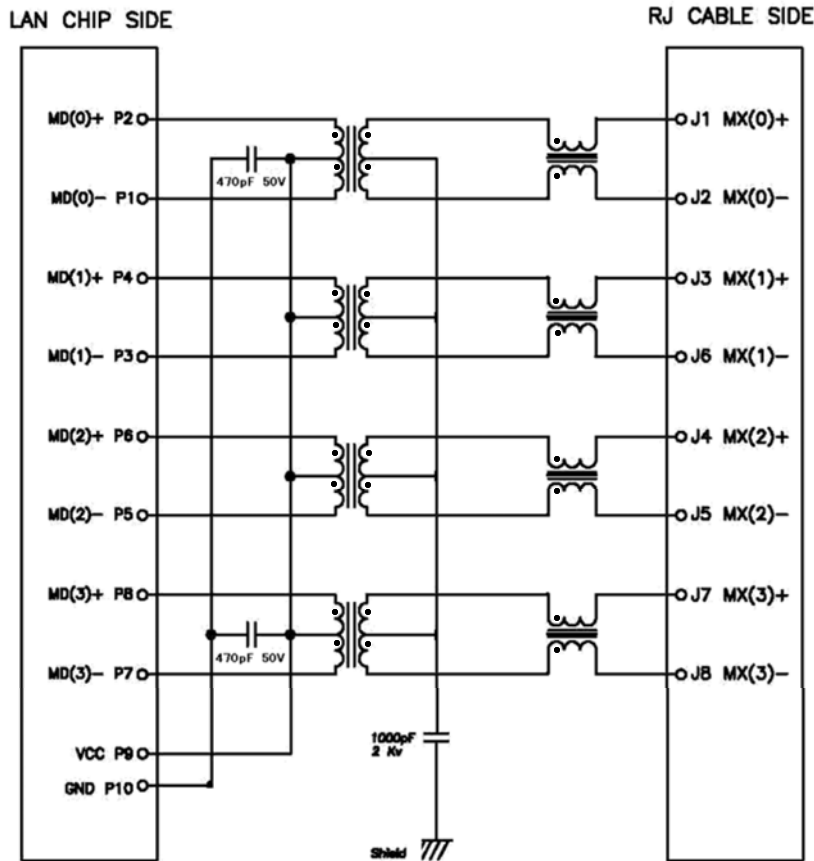 LAN CHIP SIDE
RJ CABLE SIDE
MD(0)+ P2
J1 MX(0)+
470pF 50V
MD(0)- P1
J2 MX(0)-
MD(1)+ P4
J3 MX(1)+
MD(1)- P3
J6 MX(1)-
MD(2)+ P6
J4 MX(2)+
MD(2)- P5
J5 MX(2)-
MD(3)+ P8
J7 MX(3)+
470pF 50V
MD(3)- P7
J8 MX(3)-
1000pF
2 Kv
VCC P9
GND P10
Shield